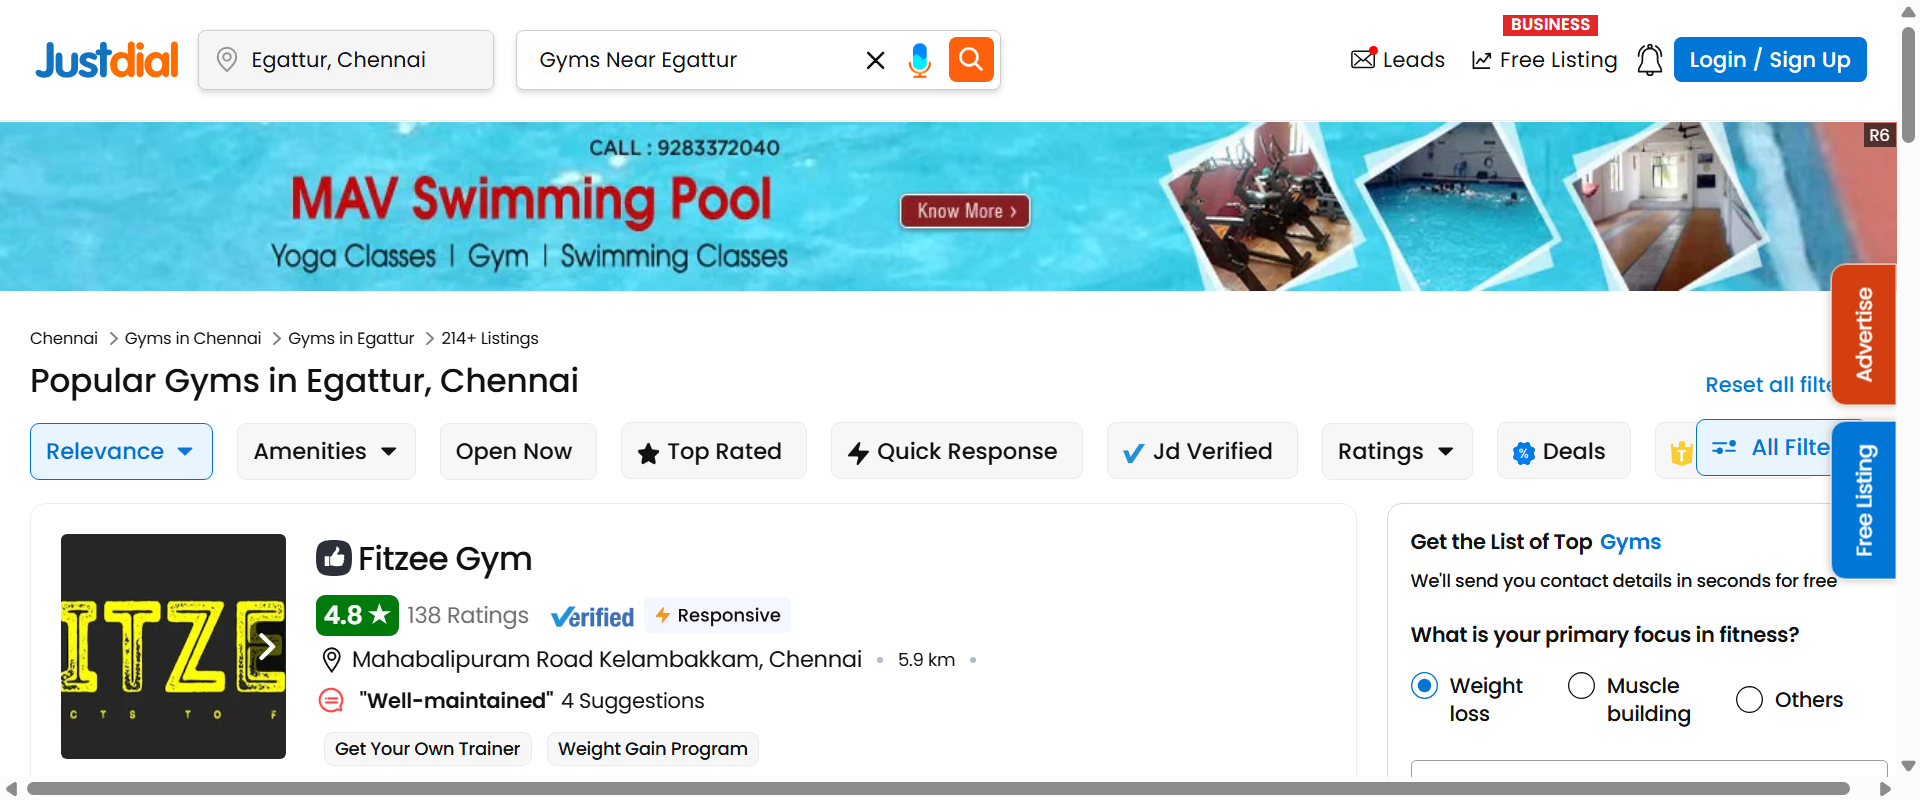 BUSINESS
Justdial
Egattur, Chennai
Gyms Near Egattur
Leads
Free Listing
Login / Sign Up
R6
CALL : 9283372040
MAV Swimming Pool
Know More ›
Yoga Classes | Gym | Swimming Classes
Advertise
Chennai > Gyms in Chennai > Gyms in Egattur > 214+ Listings
Popular Gyms in Egattur, Chennai
Reset all filte
Relevance
Amenities
Open Now
Top Rated
Quick Response
Jd Verified
Ratings
Deals
All Filte
Free Listing
ITZE
CTS TO F
Fitzee Gym
4.8 ★ 138 Ratings Verified Responsive
Mahabalipuram Road Kelambakkam, Chennai • 5.9 km •
"Well-maintained" 4 Suggestions
Get Your Own Trainer
Weight Gain Program
Get the List of Top Gyms
We'll send you contact details in seconds for free
What is your primary focus in fitness?
Weight loss
Muscle building
Others